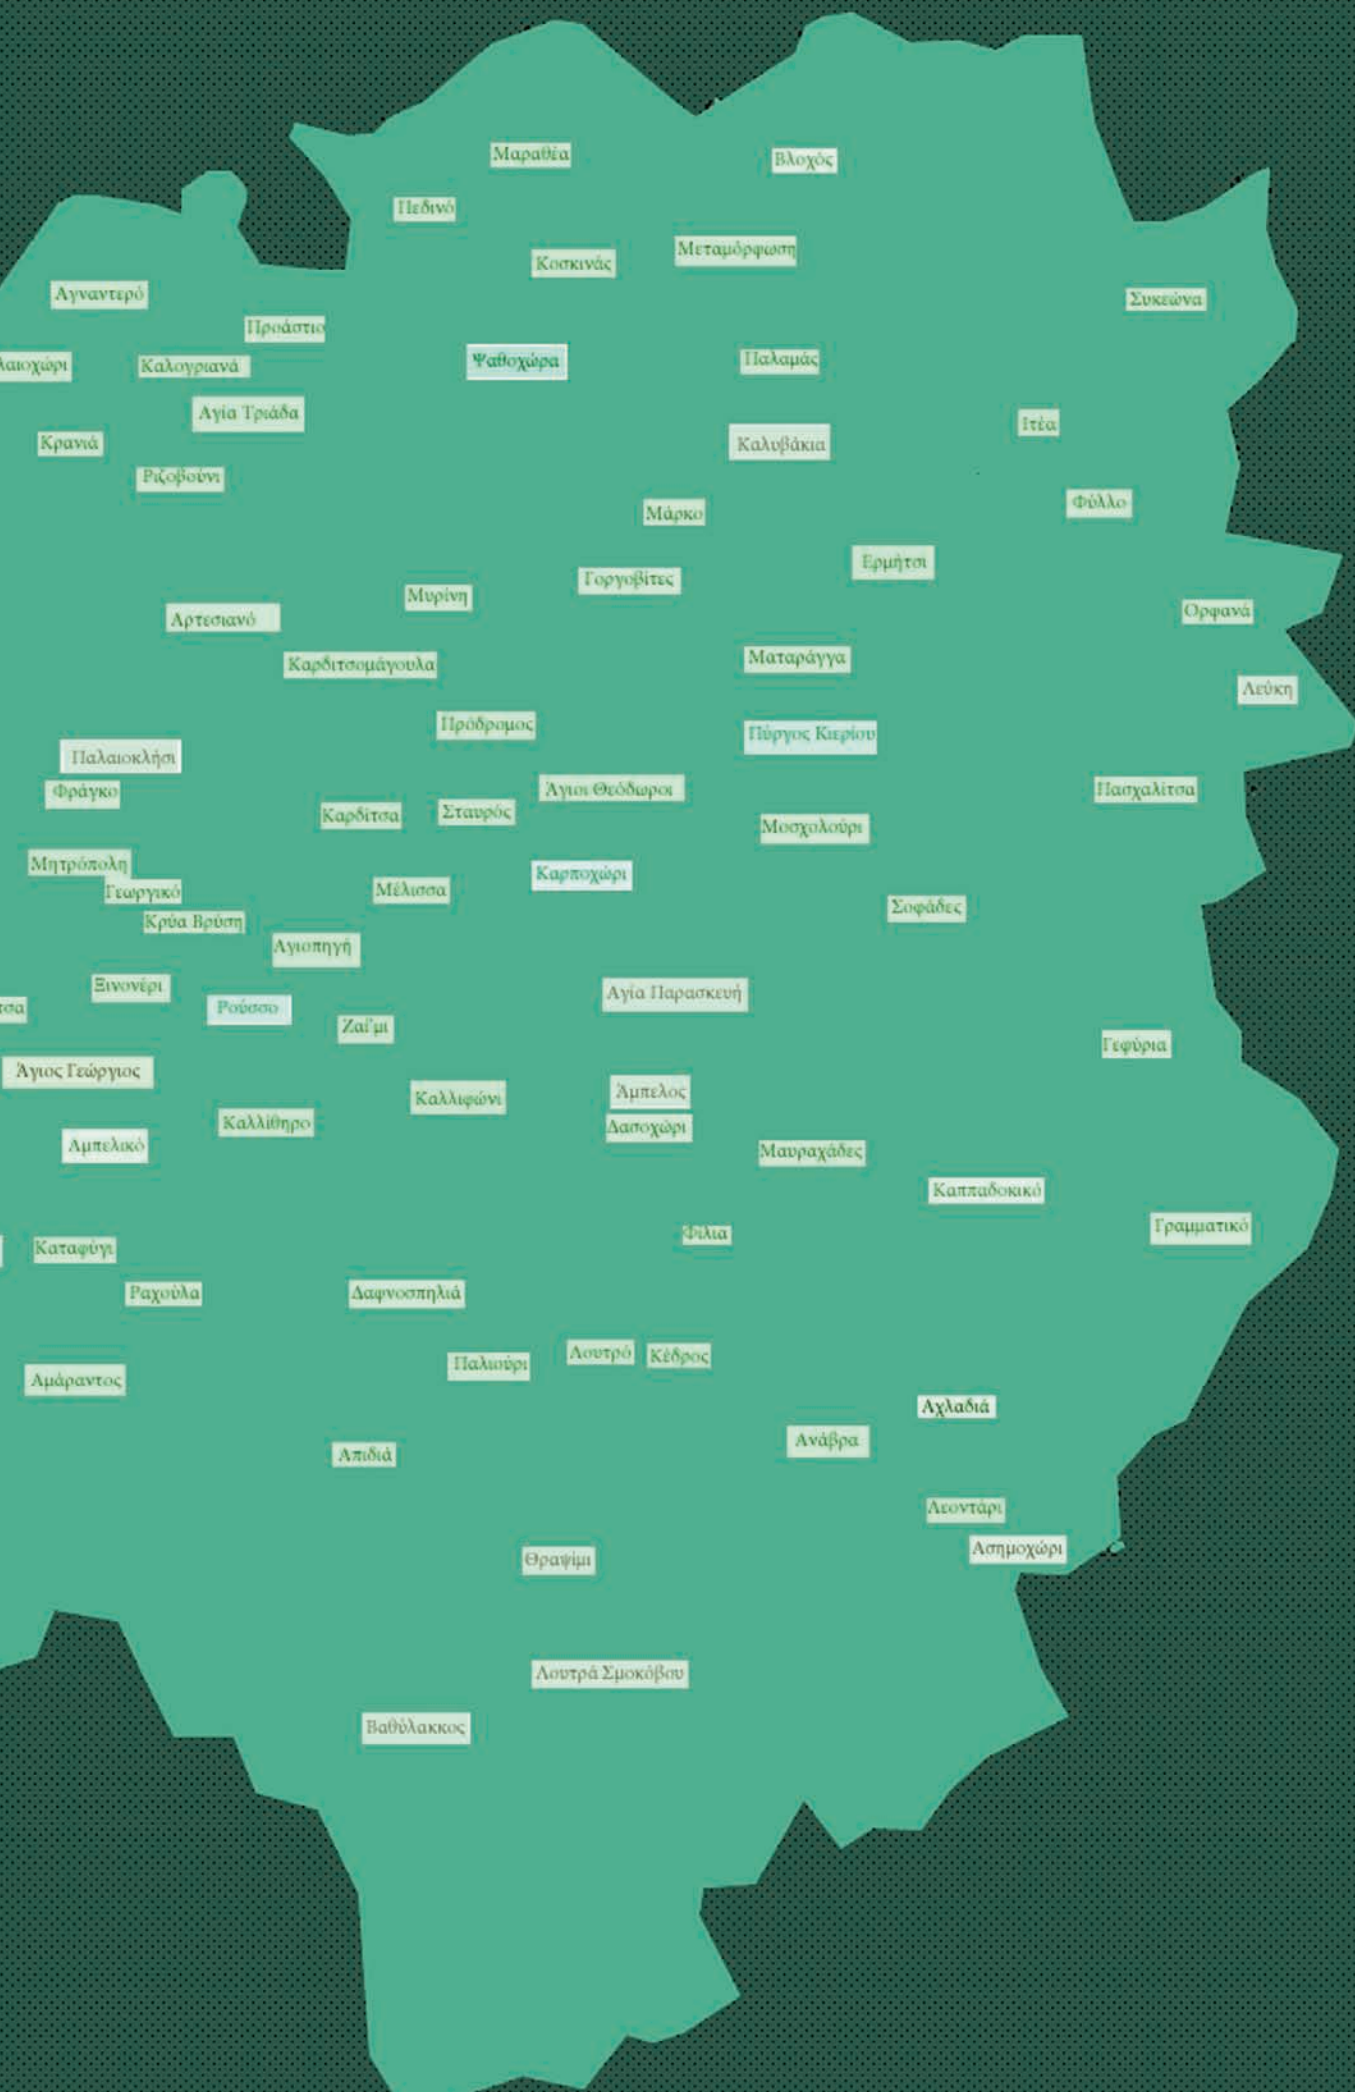 Μαραθέα
Βλοχός
Πεδινό
Μεταμόρφωση
Κοσκινάς
Αγναντερό
Συκεώνα
Προάστιο
λαιοχώρι
Καλογριανά
Ψαθοχώρα
Παλαμάς
Αγία Τριάδα
Ιτέα
Κρανιά
Καλυβάκια
Ριζοβούνι
Φύλλο
Μάρκο
Ερμήτσι
Γοργοβίτες
Μυρίνη
Ορφανά
Αρτεσιανό
Ματαράγγα
Καρδιτσομάγουλα
Λεύκη
Πρόδρομος
Πύργος Κιερίου
Παλαιοκλήσι
Φράγκο
Άγιοι Θεόδωροι
Πασχαλίτσα
Καρδίτσα
Σταυρός
Μοσχολούρι
Μητρόπολη
Καρποχώρι
Γεωργικό
Μέλισσα
Σοφάδες
Κρύα Βρύση
Αγιοπηγή
Ξινονέρι
Αγία Παρασκευή
τσα
Ρούσσο
Ζαΐμι
Γεφύρια
Άγιος Γεώργιος
Άμπελος
Καλλιφώνι
Καλλίθηρο
Δασοχώρι
Αμπελικό
Μαυραχάδες
Καππαδοκικό
Γραμματικό
Φίλια
Καταφύγι
Ραχούλα
Δαφνοσπηλιά
Λουτρό
Κέδρος
Παλιούρι
Αμάραντος
Αχλαδιά
Ανάβρα
Απιδιά
Λεοντάρι
Ασημοχώρι
Θραψίμι
Λουτρά Σμοκόβου
Βαθύλακκος